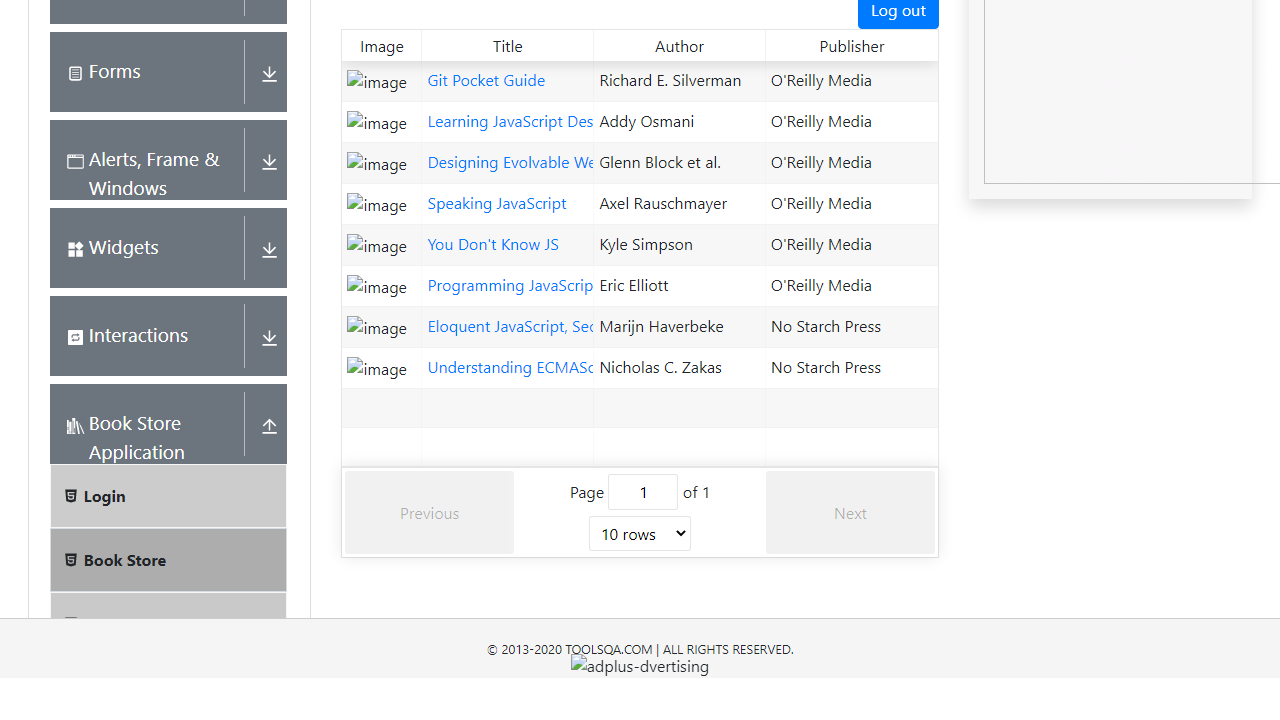 Log out
Forms
Alerts, Frame &
Windows
Widgets
Interactions
Book Store
Application
Login
Book Store
Image Title Author Publisher
image Git Pocket Guide Richard E. Silverman O'Reilly Media
image Learning JavaScript Des Addy Osmani O'Reilly Media
image Designing Evolvable We Glenn Block et al. O'Reilly Media
image Speaking JavaScript Axel Rauschmayer O'Reilly Media
image You Don't Know JS Kyle Simpson O'Reilly Media
image Programming JavaScrip Eric Elliott O'Reilly Media
image Eloquent JavaScript, Sec Marijn Haverbeke No Starch Press
image Understanding ECMASc Nicholas C. Zakas No Starch Press
Previous Page 1 of 1 Next
10 rows
© 2013-2020 TOOLSQA.COM | ALL RIGHTS RESERVED.
adplus-dvertising